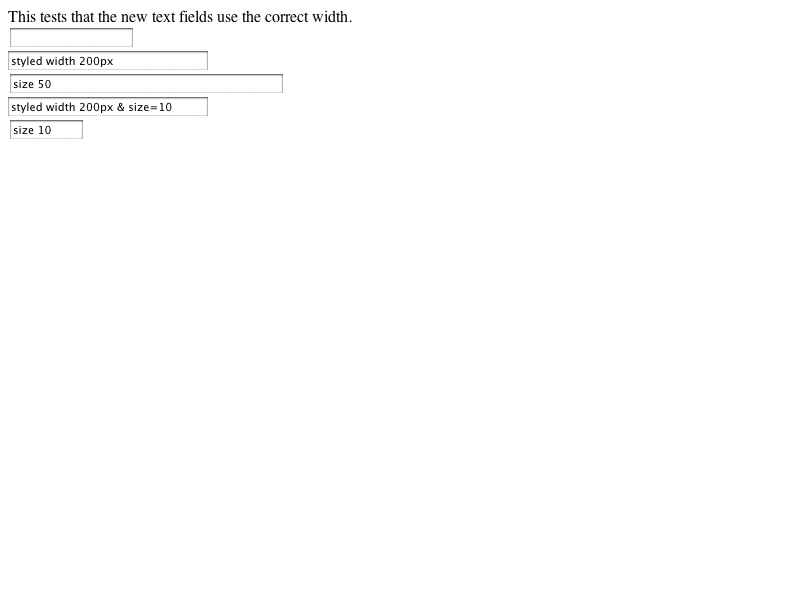 This tests that the new text fields use the correct width.
styled width 200px
size 50
styled width 200px & size=10
size 10